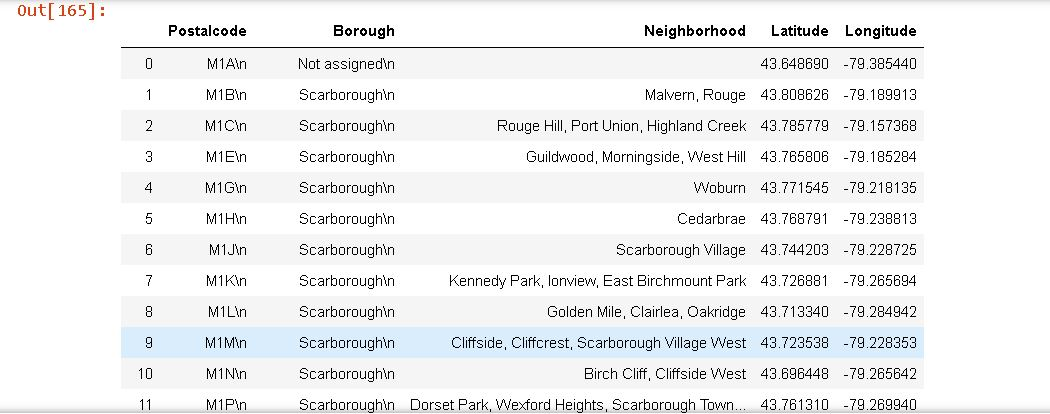 Out[165]:
Postalcode Borough Neighborhood Latitude Longitude
0 M1A\n Not assigned\n 43.648690 -79.385440
1 M1B\n Scarborough\n Malvern, Rouge 43.808626 -79.189913
2 M1C\n Scarborough\n Rouge Hill, Port Union, Highland Creek 43.785779 -79.157368
3 M1E\n Scarborough\n Guildwood, Morningside, West Hill 43.765806 -79.185284
4 M1G\n Scarborough\n Woburn 43.771545 -79.218135
5 M1H\n Scarborough\n Cedarbrae 43.768791 -79.238813
6 M1J\n Scarborough\n Scarborough Village 43.744203 -79.228725
7 M1K\n Scarborough\n Kennedy Park, Ionview, East Birchmount Park 43.726881 -79.265694
8 M1L\n Scarborough\n Golden Mile, Clairlea, Oakridge 43.713340 -79.284942
9 M1M\n Scarborough\n Cliffside, Cliffcrest, Scarborough Village West 43.723538 -79.228353
10 M1N\n Scarborough\n Birch Cliff, Cliffside West 43.696448 -79.265642
11 M1P\n Scarborough\n Dorset Park, Wexford Heights, Scarborough Town... 43.761310 -79.269940